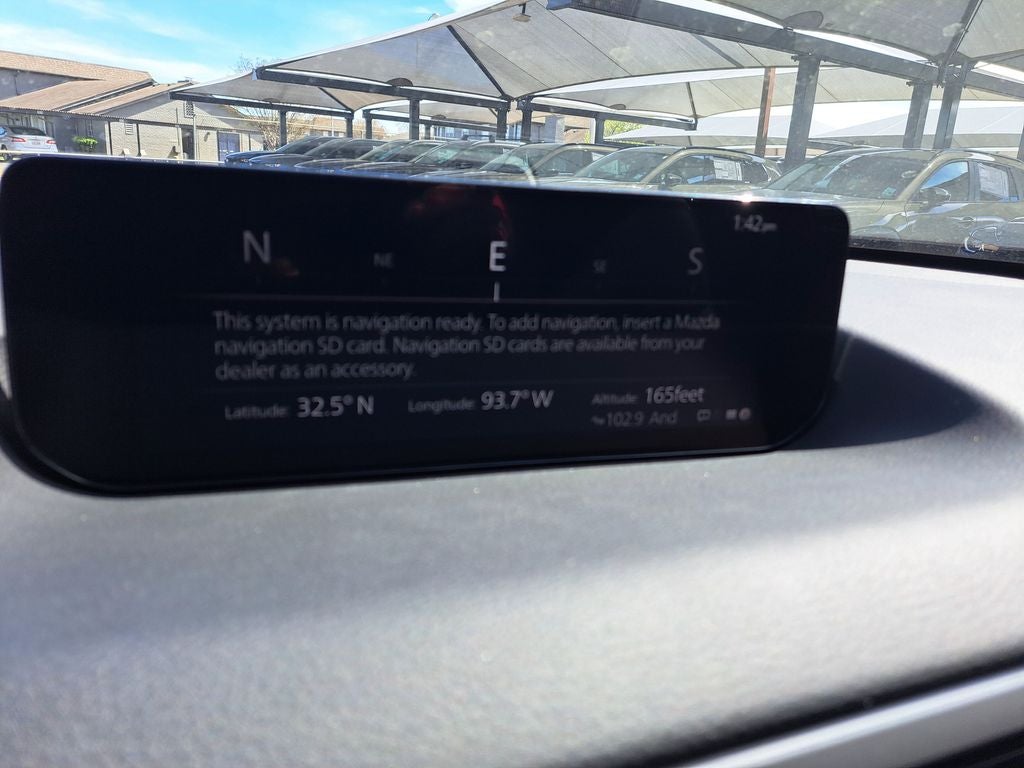 1:42pm
N NE E SE S
This system is navigation ready. To add navigation, insert a Mazda
navigation SD card. Navigation SD cards are available from your
dealer as an accessory.
Latitude: 32.5° N Longitude: 93.7° W Altitude: 165feet
102.9 And